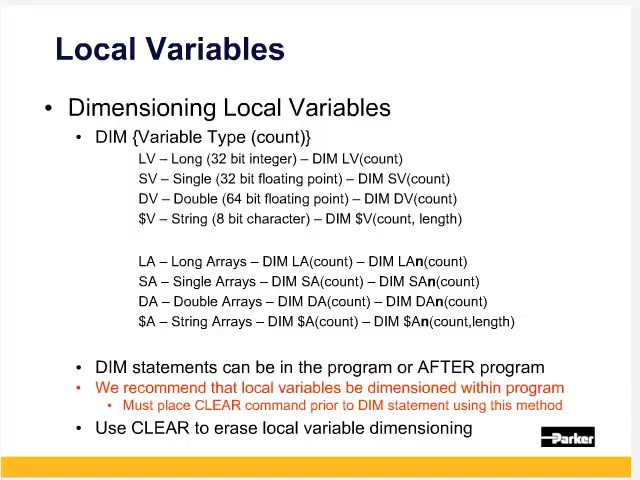 Local Variables
• Dimensioning Local Variables
• DIM {Variable Type (count)}
LV – Long (32 bit integer) – DIM LV(count)
SV – Single (32 bit floating point) – DIM SV(count)
DV – Double (64 bit floating point) – DIM DV(count)
$V – String (8 bit character) – DIM $V(count, length)
LA – Long Arrays – DIM LA(count) – DIM LAn(count)
SA – Single Arrays – DIM SA(count) – DIM SAn(count)
DA – Double Arrays – DIM DA(count) – DIM DAn(count)
$A – String Arrays – DIM $A(count) – DIM $An(count,length)
• DIM statements can be in the program or AFTER program
• We recommend that local variables be dimensioned within program
• Must place CLEAR command prior to DIM statement using this method
• Use CLEAR to erase local variable dimensioning
Parker